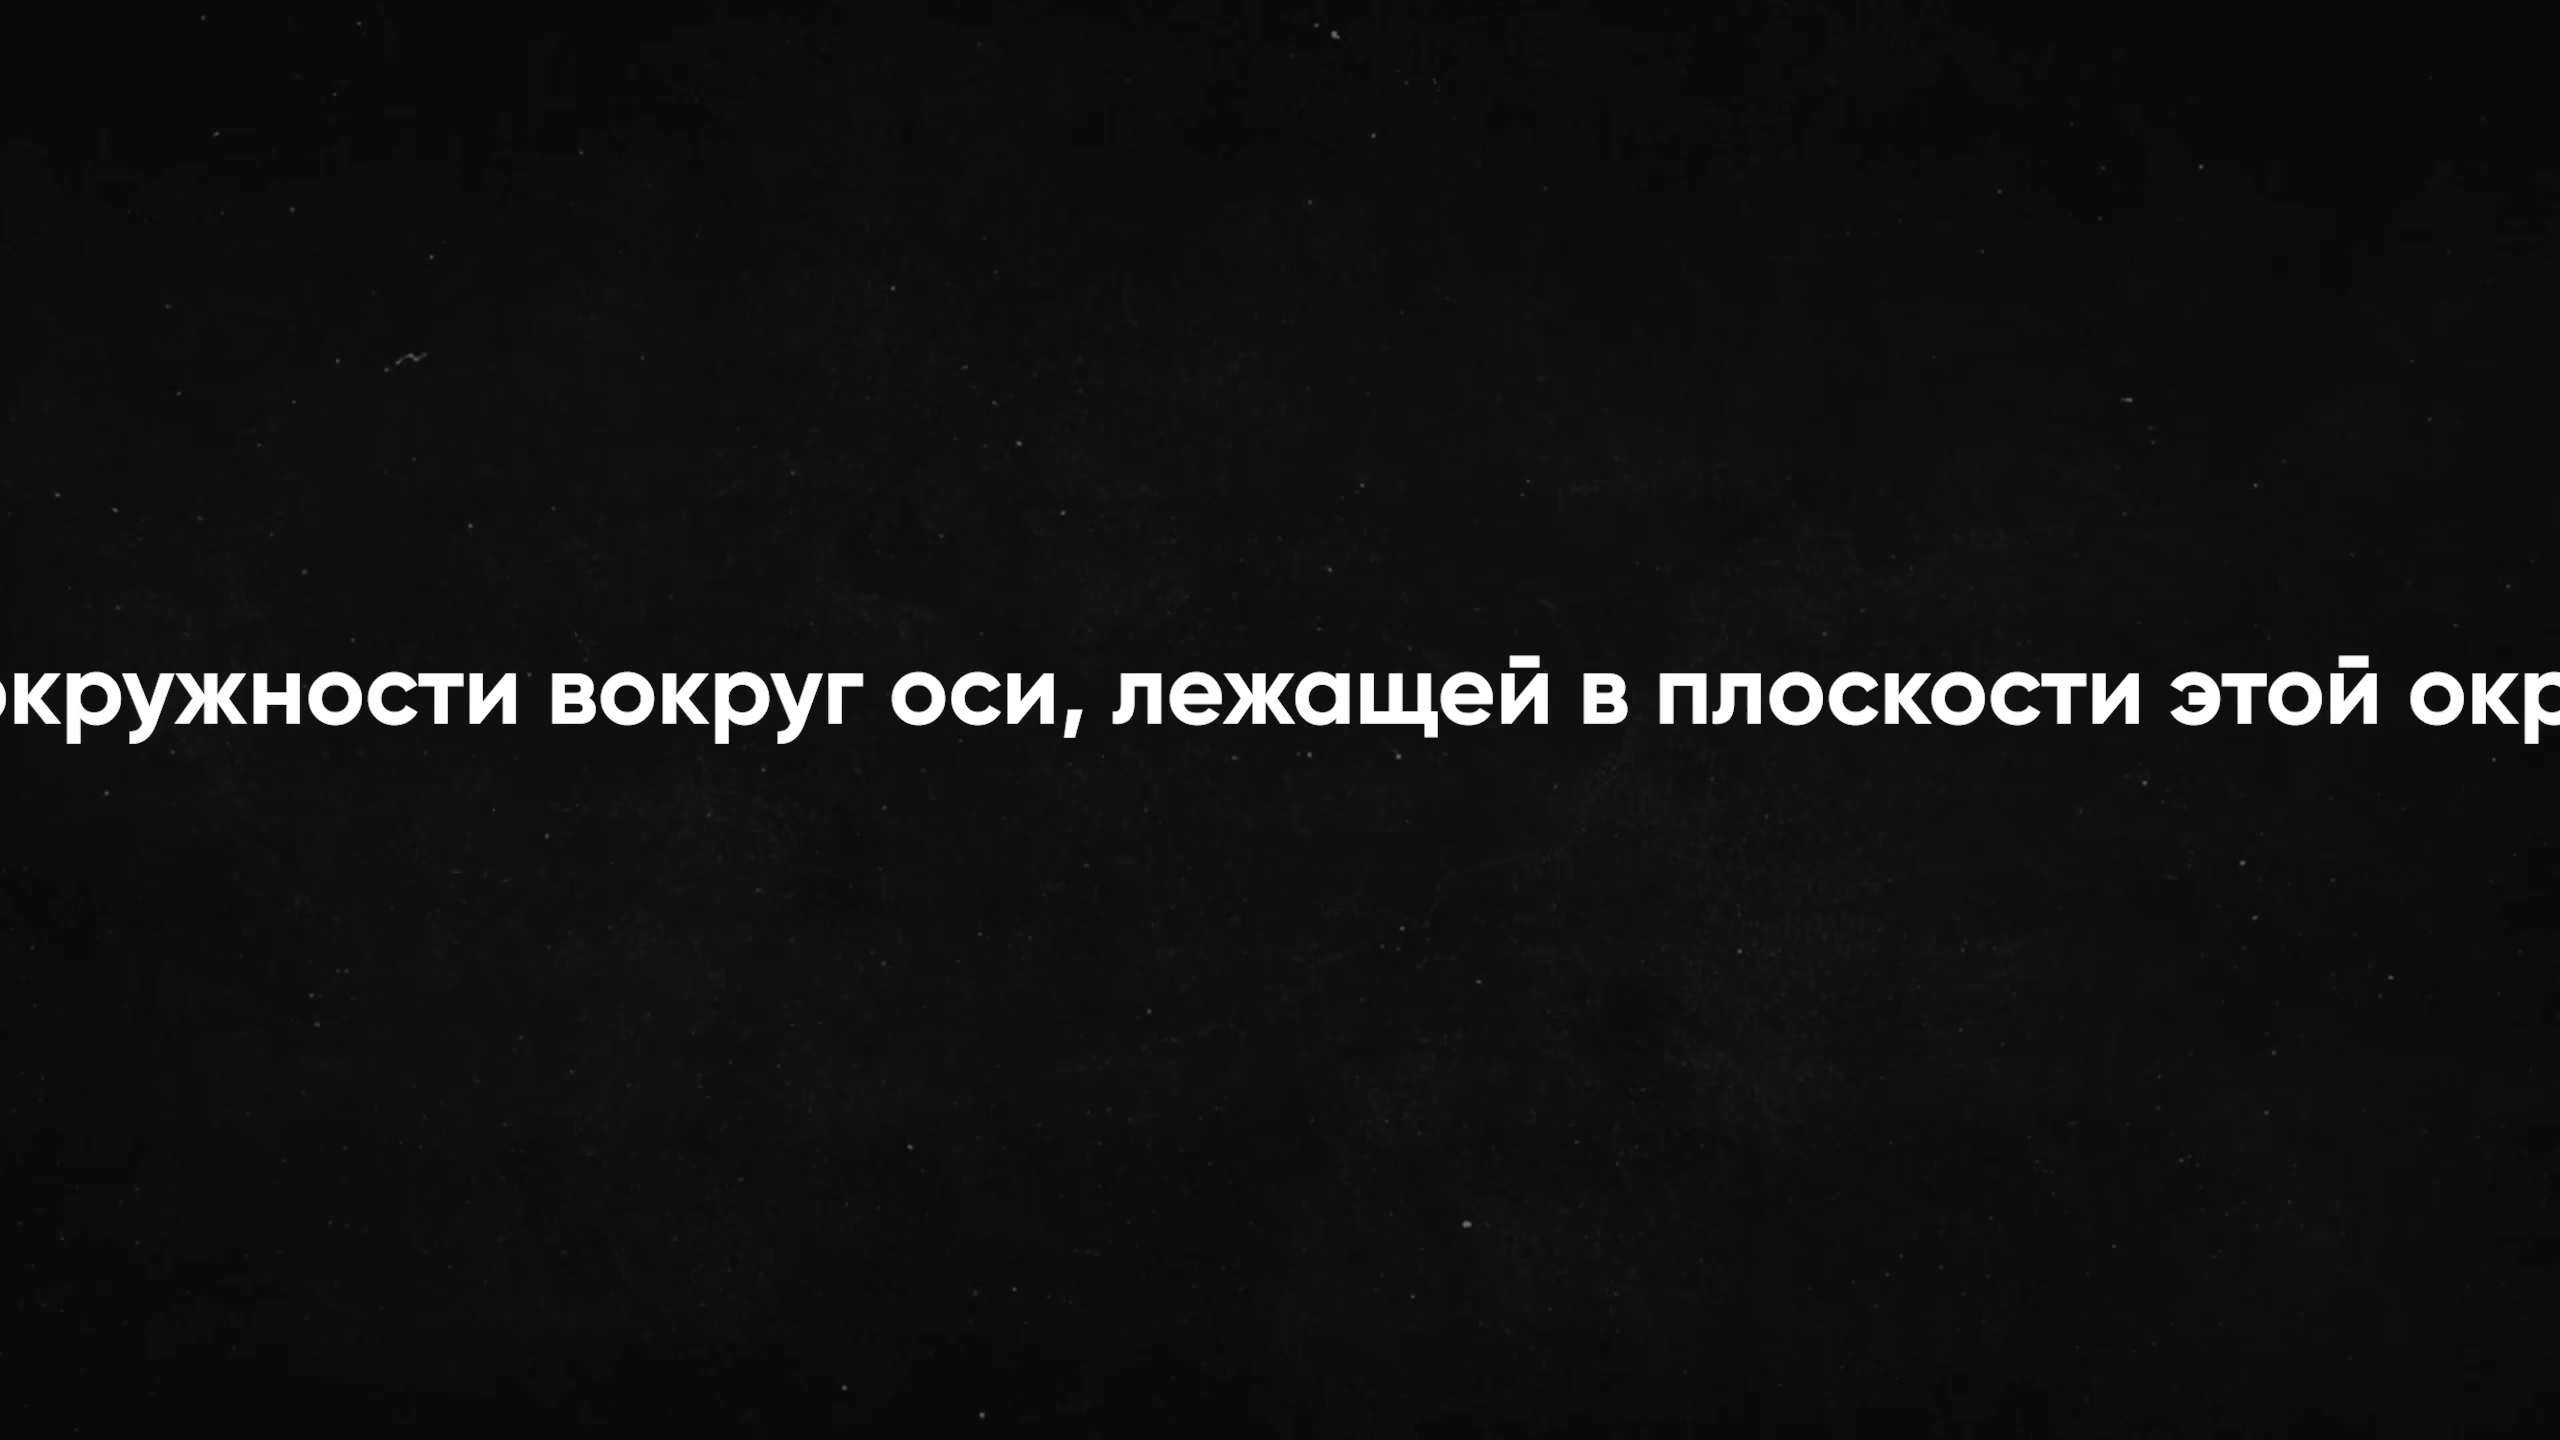 окружности вокруг оси, лежащей в плоскости этой окр